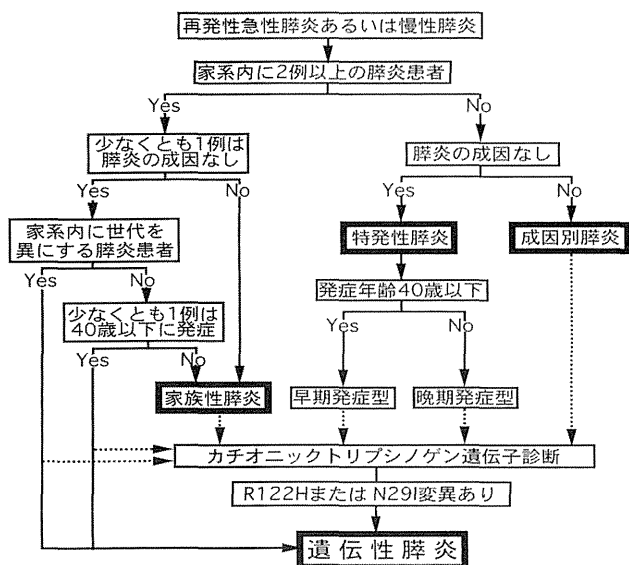 再発性急性膵炎あるいは慢性膵炎
家系内に2例以上の膵炎患者
Yes
No
少なくとも1例は
膵炎の成因なし
膵炎の成因なし
Yes
No
Yes
No
家系内に世代を
異にする膵炎患者
特発性膵炎
成因別膵炎
Yes
No
発症年齢40歳以下
少なくとも1例は
40歳以下に発症
Yes
No
Yes
No
家族性膵炎
早期発症型
晩期発症型
カチオニックトリプシノゲン遺伝子診断
R122HまたはN29I変異あり
遺伝性膵炎